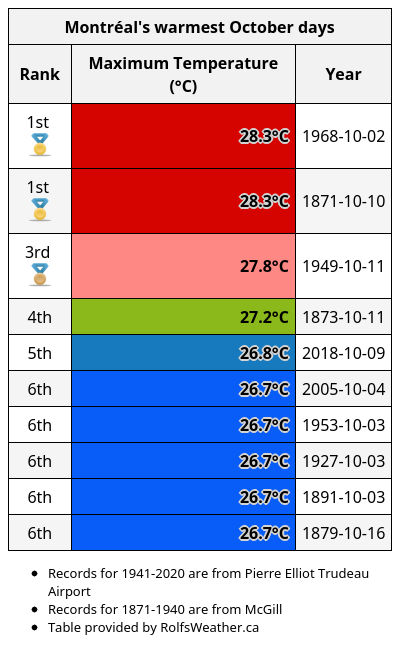 Montréal's warmest October days
Rank Maximum Temperature (°C) Year
1st 28.3°C 1968-10-02
1st 28.3°C 1871-10-10
3rd 27.8°C 1949-10-11
4th 27.2°C 1873-10-11
5th 26.8°C 2018-10-09
6th 26.7°C 2005-10-04
6th 26.7°C 1953-10-03
6th 26.7°C 1927-10-03
6th 26.7°C 1891-10-03
6th 26.7°C 1879-10-16
Records for 1941-2020 are from Pierre Elliot Trudeau
Airport
Records for 1871-1940 are from McGill
Table provided by RolfsWeather.ca